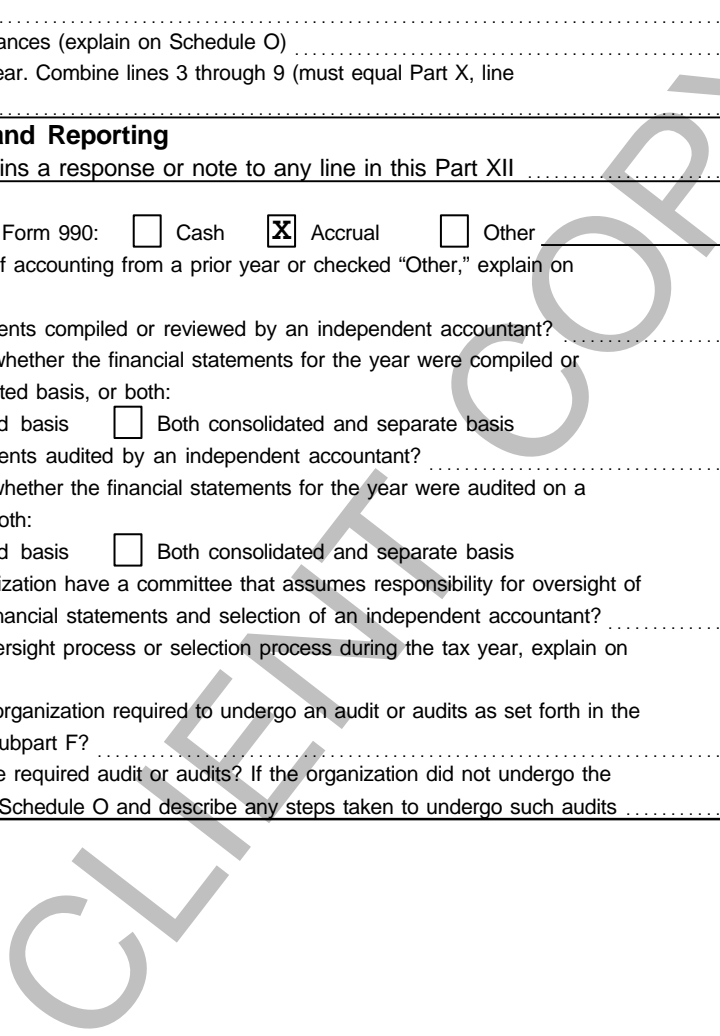 ances (explain on Schedule O)
ear. Combine lines 3 through 9 (must equal Part X, line
and Reporting
ins a response or note to any line in this Part XII
Form 990: Cash X Accrual Other
f accounting from a prior year or checked “Other,” explain on
ents compiled or reviewed by an independent accountant?
whether the financial statements for the year were compiled or
ted basis, or both:
d basis Both consolidated and separate basis
ents audited by an independent accountant?
whether the financial statements for the year were audited on a
oth:
d basis Both consolidated and separate basis
ization have a committee that assumes responsibility for oversight of
nancial statements and selection of an independent accountant?
ersight process or selection process during the tax year, explain on
organization required to undergo an audit or audits as set forth in the
ubpart F?
e required audit or audits? If the organization did not undergo the
Schedule O and describe any steps taken to undergo such audits
CLIENT COPY